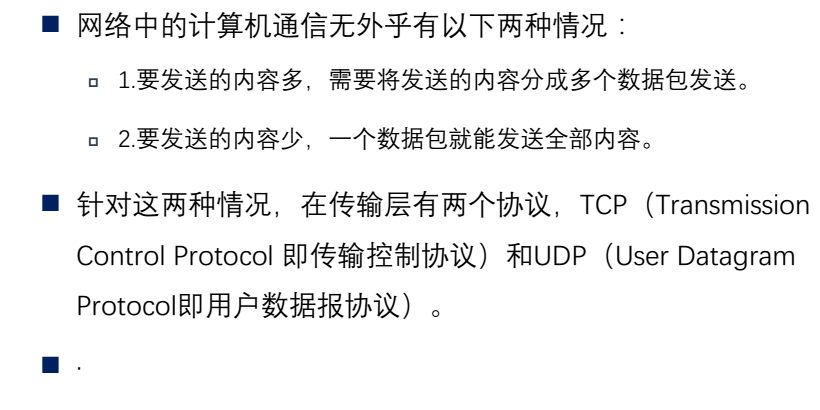 ■ 网络中的计算机通信无外乎有以下两种情况：
▫ 1.要发送的内容多，需要将发送的内容分成多个数据包发送。
▫ 2.要发送的内容少，一个数据包就能发送全部内容。
■ 针对这两种情况，在传输层有两个协议，TCP（Transmission
Control Protocol 即传输控制协议）和UDP（User Datagram
Protocol即用户数据报协议）。
■ .